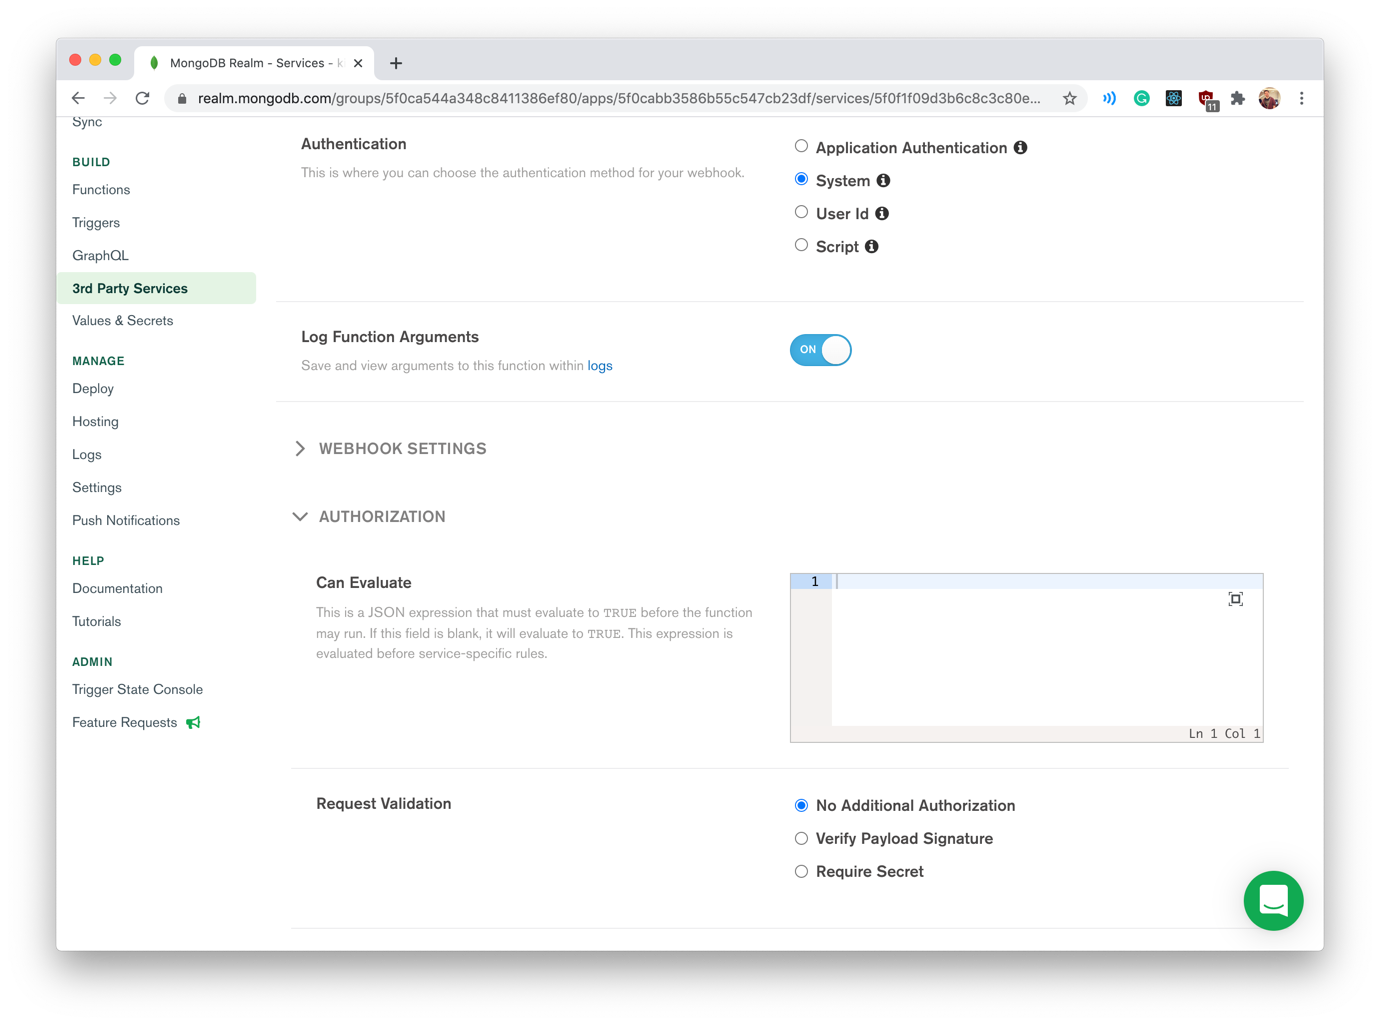 MongoDB Realm - Services - k
realm.mongodb.com/groups/5f0ca544a348c8411386ef80/apps/5f0cabb3586b55c547cb23df/services/5f0f1f09d3b6c8c3c80e...
11
Sync
BUILD
Functions
Triggers
GraphQL
3rd Party Services
Values & Secrets
MANAGE
Deploy
Hosting
Logs
Settings
Push Notifications
HELP
Documentation
Tutorials
ADMIN
Trigger State Console
Feature Requests
Authentication
This is where you can choose the authentication method for your webhook.
Application Authentication
System
User Id
Script
Log Function Arguments
Save and view arguments to this function within logs
ON
WEBHOOK SETTINGS
AUTHORIZATION
Can Evaluate
This is a JSON expression that must evaluate to TRUE before the function
may run. If this field is blank, it will evaluate to TRUE. This expression is
evaluated before service-specific rules.
1
Ln 1 Col 1
Request Validation
No Additional Authorization
Verify Payload Signature
Require Secret